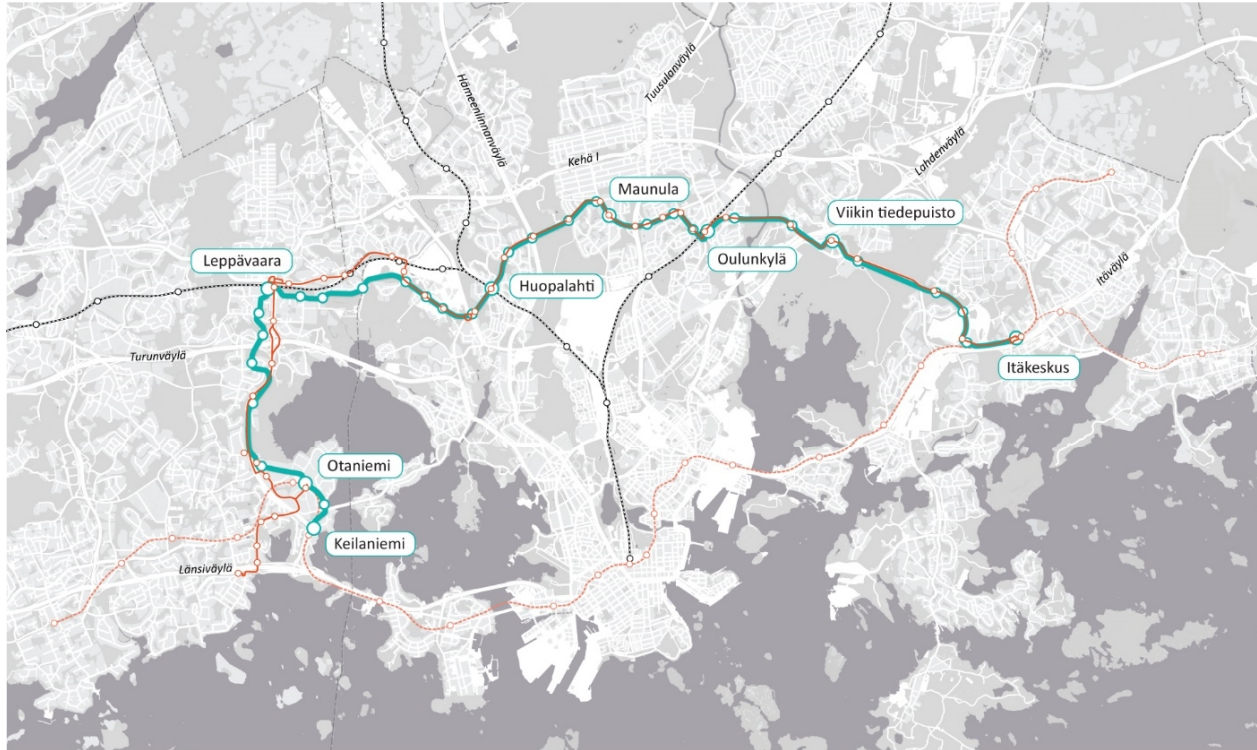 Hämeenlinnanväylä
Tuusulanväylä
Lahdenväylä
Kehä I
Maunula
Viikin tiedepuisto
Itäväylä
Leppävaara
Oulunkylä
Huopalahti
Turunväylä
Itäkeskus
Otaniemi
Keilaniemi
Länsiväylä